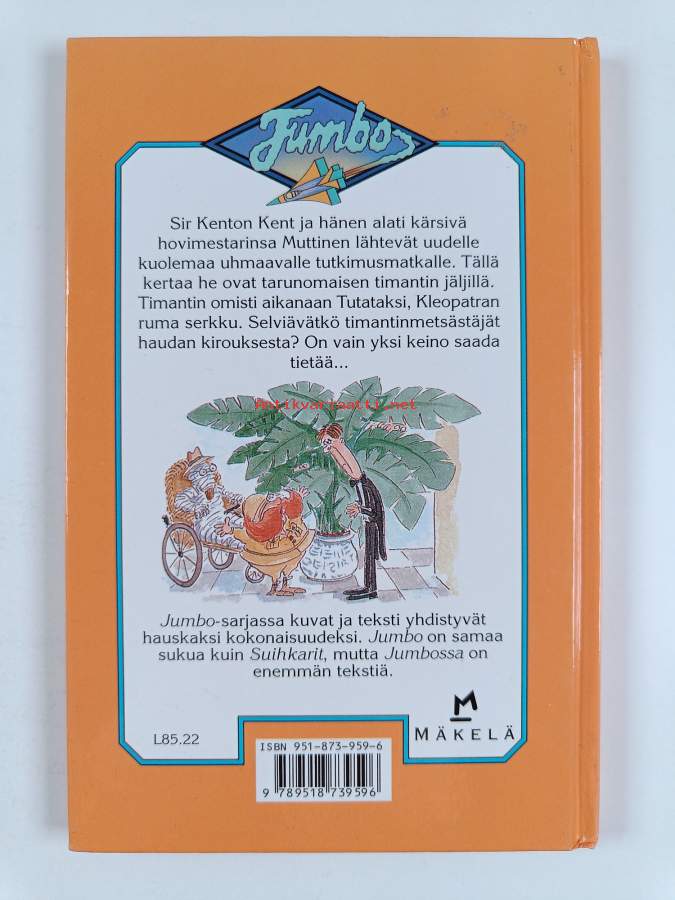 Jumbo
Sir Kenton Kent ja hänen alati kärsivä
hovimestarinsa Muttinen lähtevät uudelle
kuolemaa uhmaavalle tutkimusmatkalle. Tällä
kertaa he ovat tarunomaisen timantin jäljillä.
Timantin omisti aikanaan Tutataksi, Kleopatran
ruma serkku. Selviävätkö timantinmetsästäjät
haudan kirouksesta? On vain yksi keino saada
tietää...
Antikvariaatti.net
Jumbo-sarjassa kuvat ja teksti yhdistyvät
hauskaksi kokonaisuudeksi. Jumbo on samaa
sukua kuin Suihkarit, mutta Jumbossa on
enemmän tekstiä.
L85.22
ISBN 951-873-959-6
9 789518 739596
M
MÄKELÄ